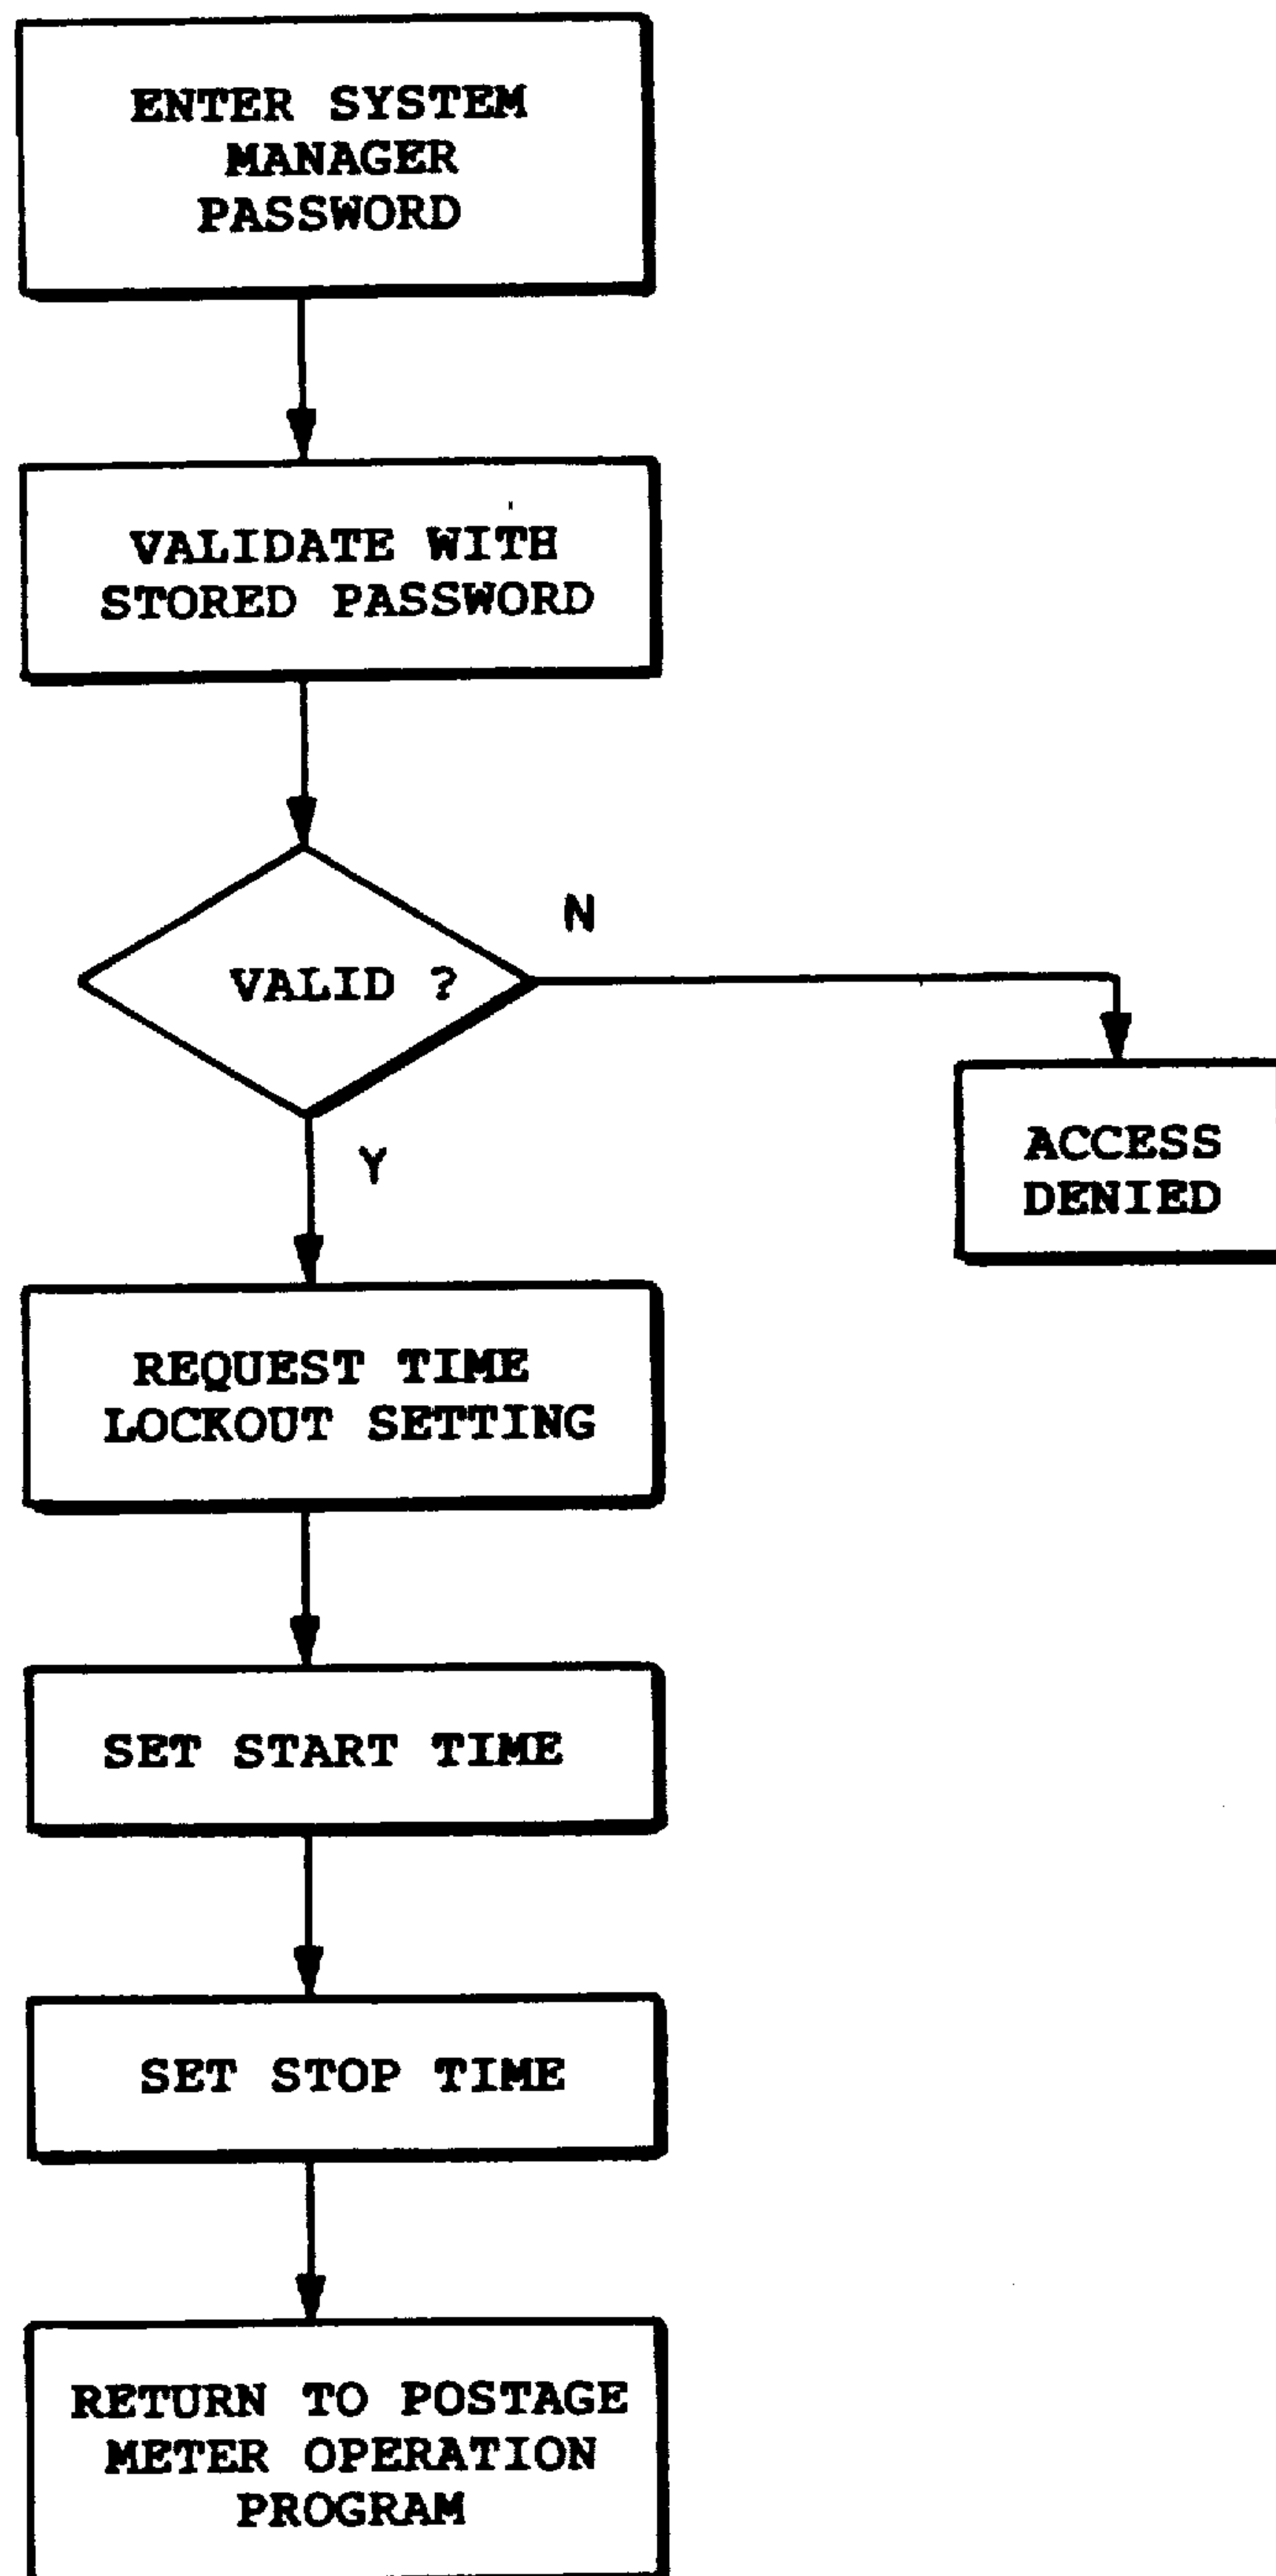 ENTER SYSTEM
MANAGER
PASSWORD
VALIDATE WITH
STORED PASSWORD
VALID ?
N
Y
ACCESS
DENIED
REQUEST TIME
LOCKOUT SETTING
SET START TIME
SET STOP TIME
RETURN TO POSTAGE
METER OPERATION
PROGRAM